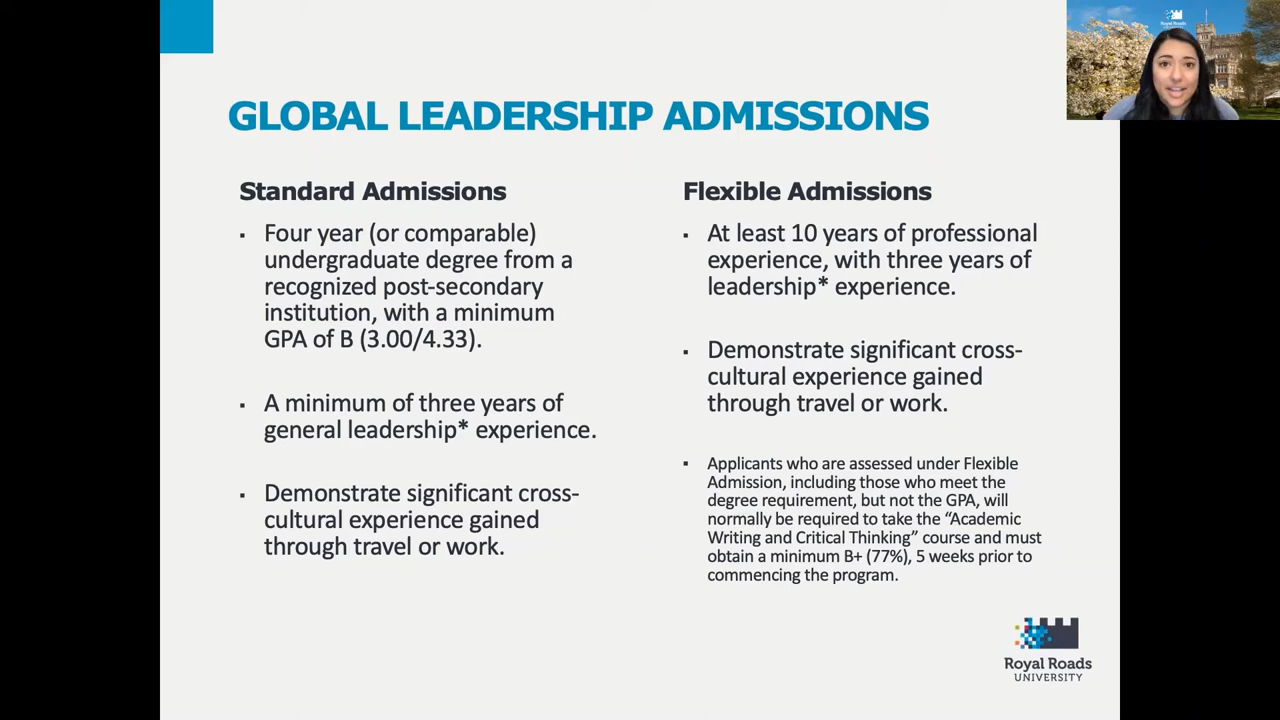 GLOBAL LEADERSHIP ADMISSIONS
Standard Admissions
▪ Four year (or comparable)
undergraduate degree from a
recognized post-secondary
institution, with a minimum
GPA of B (3.00/4.33).
▪ A minimum of three years of
general leadership* experience.
▪ Demonstrate significant cross-
cultural experience gained
through travel or work.
Flexible Admissions
▪ At least 10 years of professional
experience, with three years of
leadership* experience.
▪ Demonstrate significant cross-
cultural experience gained
through travel or work.
▪ Applicants who are assessed under Flexible
Admission, including those who meet the
degree requirement, but not the GPA, will
normally be required to take the “Academic
Writing and Critical Thinking” course and must
obtain a minimum B+ (77%), 5 weeks prior to
commencing the program.
Royal Roads
UNIVERSITY
Royal Roads
UNIVERSITY